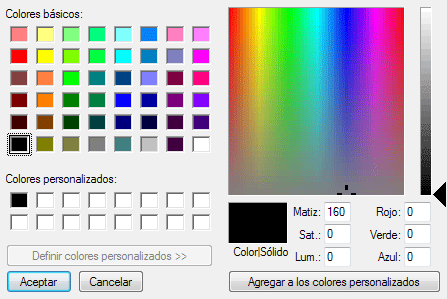 Colores básicos:
Colores personalizados:
Definir colores personalizados >>
Aceptar Cancelar
Color|Sólido
Matiz: 160 Rojo: 0
Sat.: 0 Verde: 0
Lum.: 0 Azul: 0
Agregar a los colores personalizados